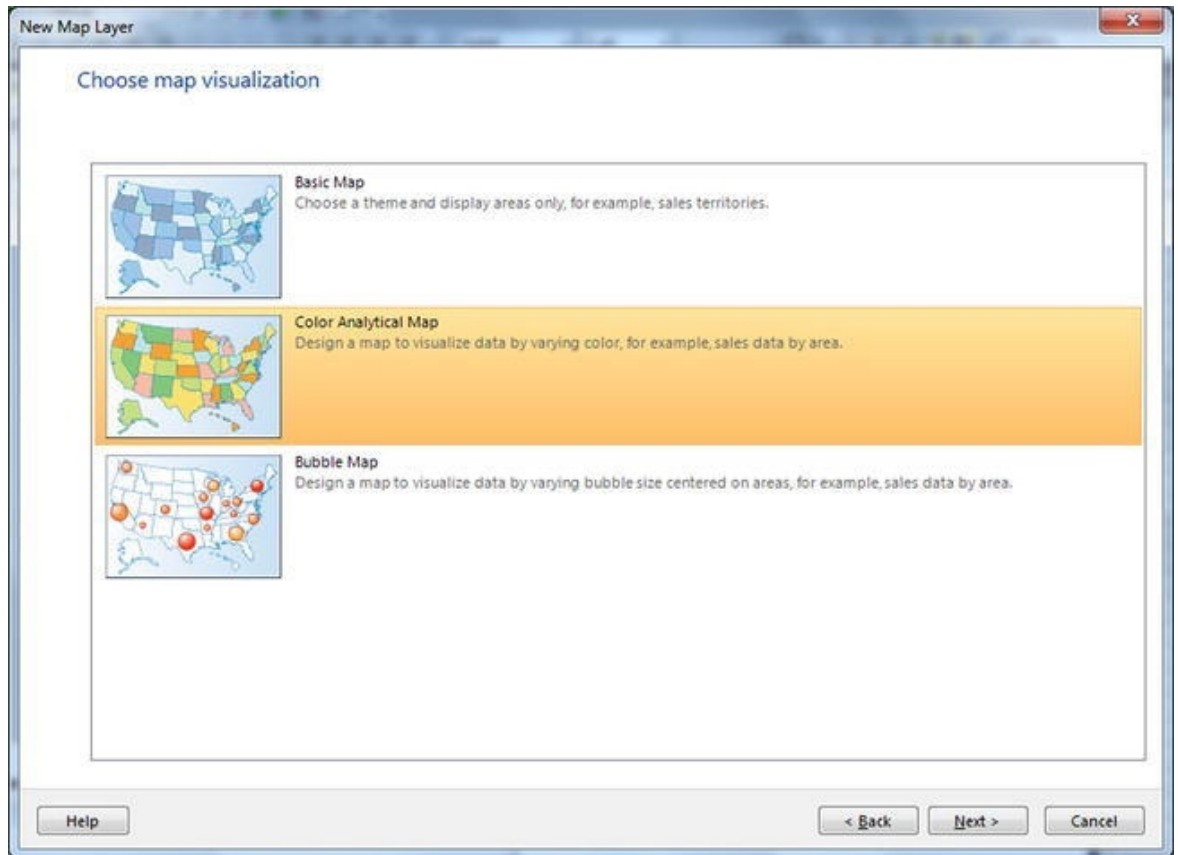 New Map Layer
Choose map visualization
Basic Map
Choose a theme and display areas only, for example, sales territories.
Color Analytical Map
Design a map to visualize data by varying color, for example, sales data by area.
Bubble Map
Design a map to visualize data by varying bubble size centered on areas, for example, sales data by area.
Help
< Back
Next >
Cancel